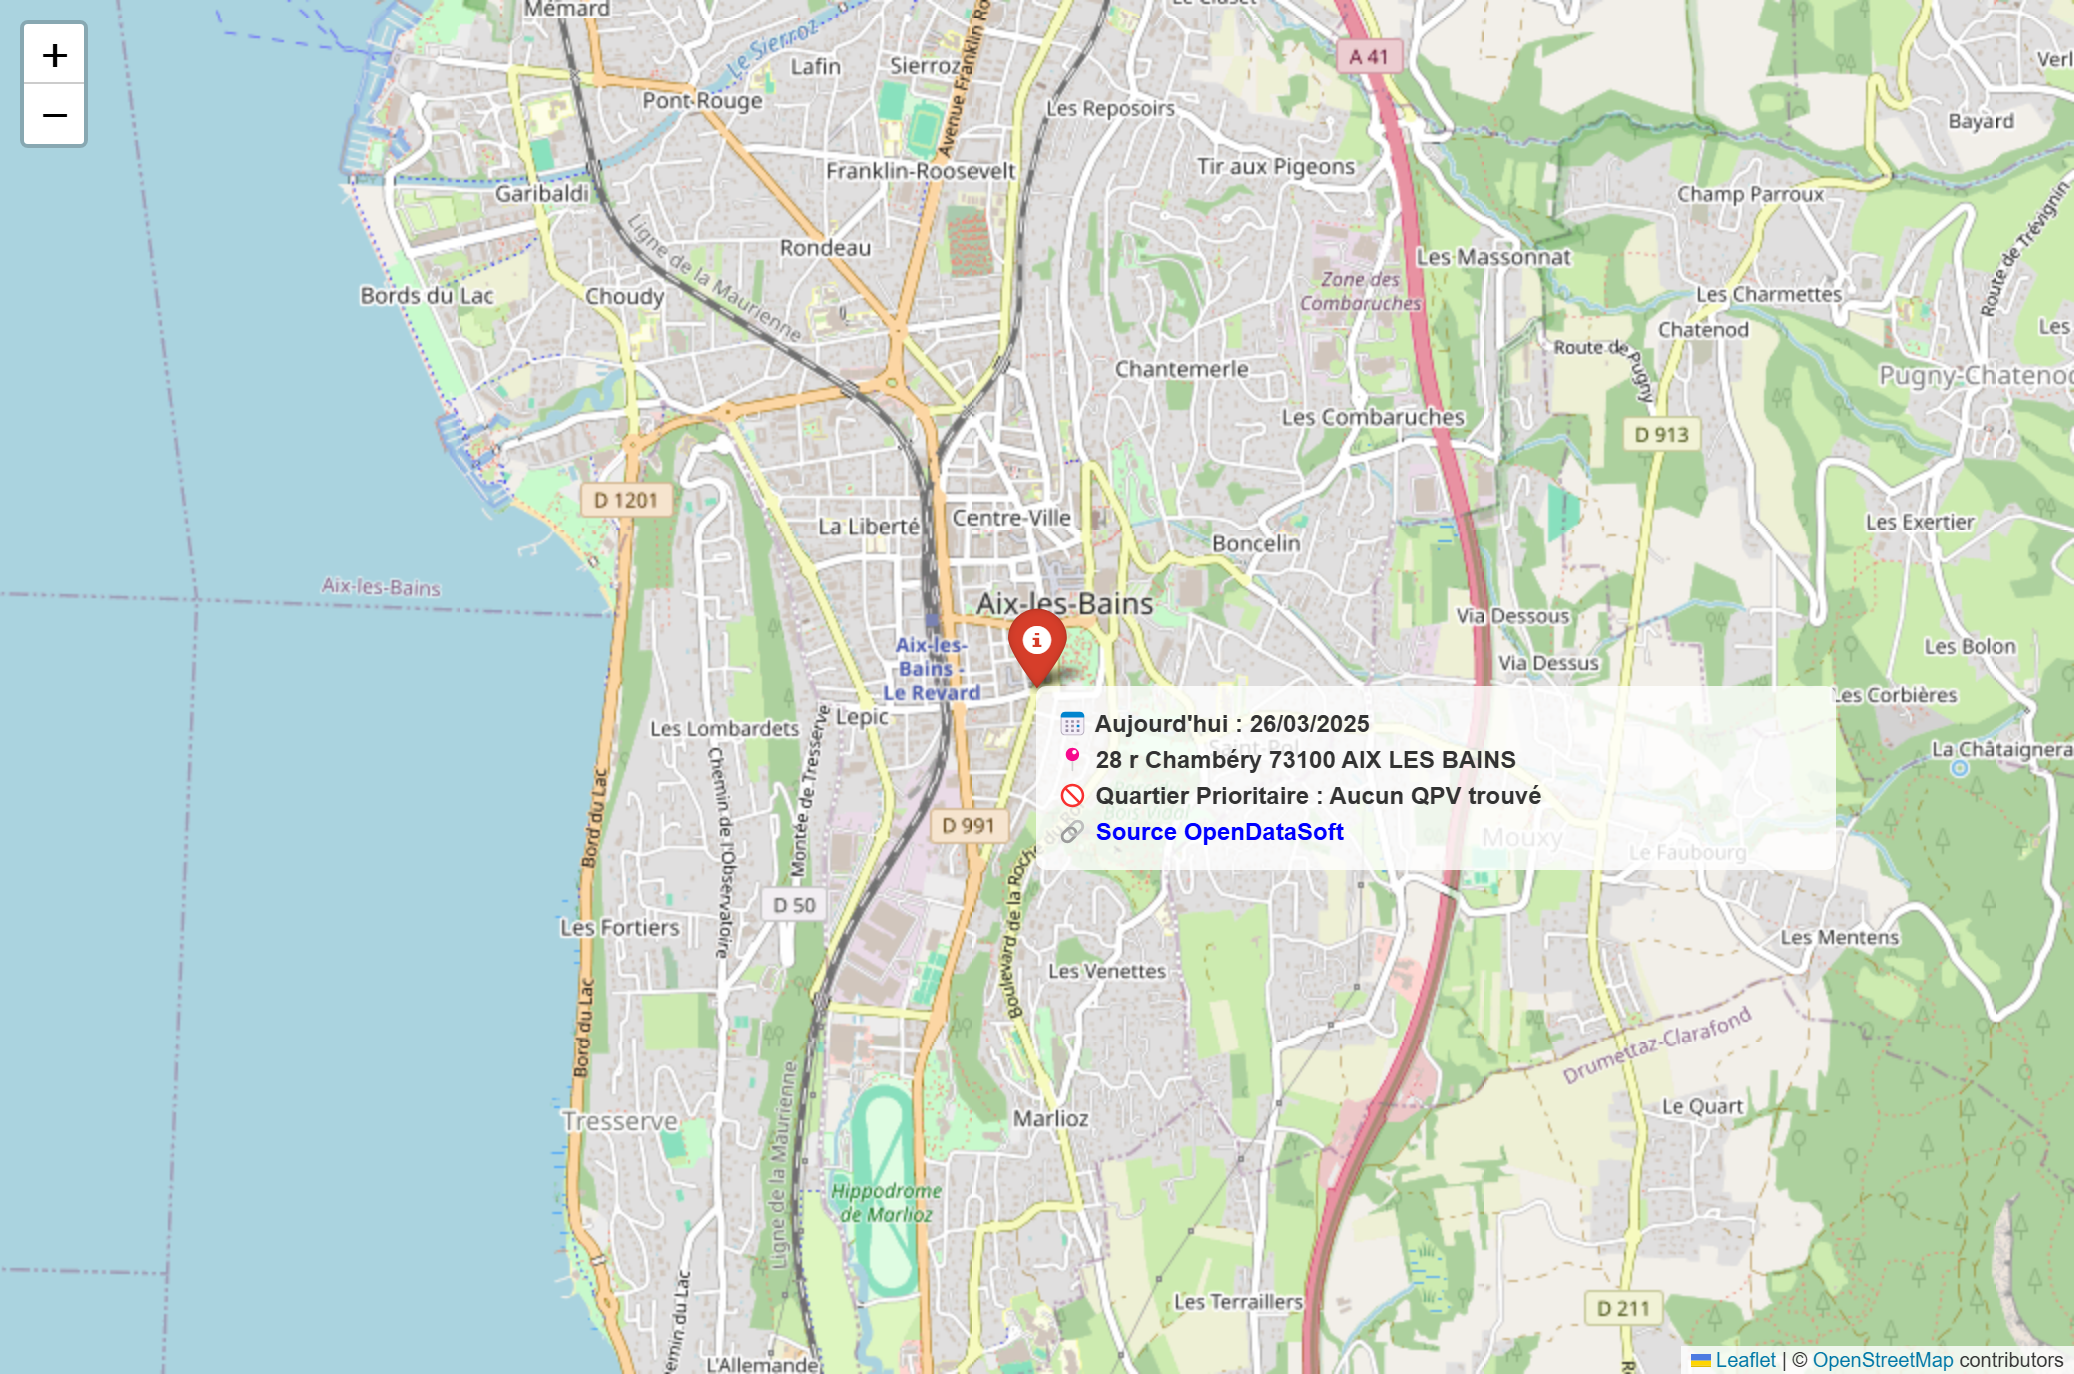 Mémard
+
−
Le Sierroz
Lafin
Sierroz
Avenue Franklin Ro
A 41
Verl
Pont-Rouge
Les Reposoirs
Bayard
Franklin-Roosevelt
Tir aux Pigeons
Garibaldi
Champ Parroux
Ligne de la Maurienne
Rondeau
Les Massonnat
Route de Trévignin
Zone des
Combaruches
Bords du Lac
Choudy
Les Charmettes
Chatenod
Les
Route de Pugny
Chantemerle
Pugny-Chatenod
Les Combaruches
D 913
D 1201
La Liberté
Centre-Ville
Les Exertier
Boncelin
Aix-les-Bains
Aix-les-Bains
Via Dessous
Aix-les-
Bains -
Le Revard
Les Bolon
Via Dessus
Les Corbières
Lepic
Les Lombardets
Aujourd'hui : 26/03/2025
28 r Chambéry 73100 AIX LES BAINS
Quartier Prioritaire : Aucun QPV trouvé
Source OpenDataSoft
La Châtaignera
Chemin de l'Observatoire
Montée de Tresserve
Bord du Lac
D 991
Mouxy
Le Faubourg
Boulevard de la Roche du Ro
D 50
Les Fortiers
Les Mentens
Les Venettes
Bord du Lac
Drumettaz-Clarafond
Ligne de la Maurienne
Tresserve
Marlioz
Le Quart
Hippodrome
de Marlioz
Les Terraillers
D 211
emin du Lac
L'Allemande
Leaflet | © OpenStreetMap contributors